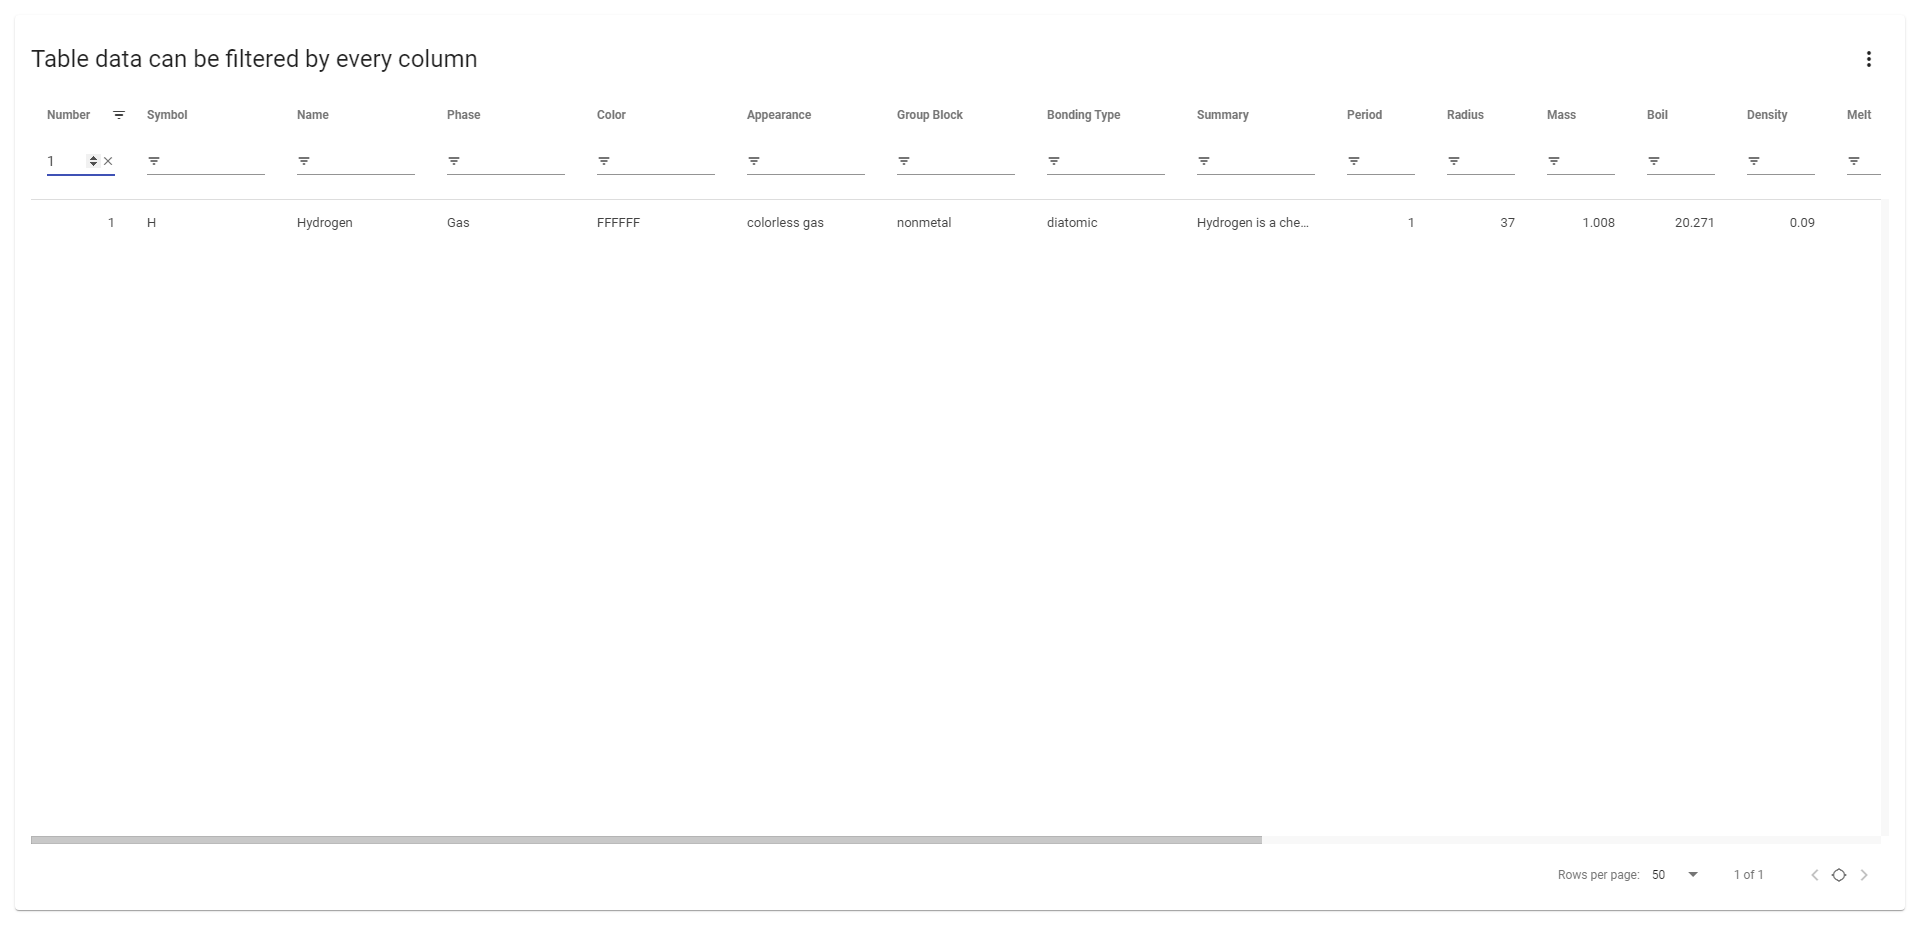 Table data can be filtered by every column
Number Symbol Name Phase Color Appearance Group Block Bonding Type Summary Period Radius Mass Boil Density Melt
1
1 H Hydrogen Gas FFFFFF colorless gas nonmetal diatomic Hydrogen is a che... 1 37 1.008 20.271 0.09
Rows per page: 50 1 of 1